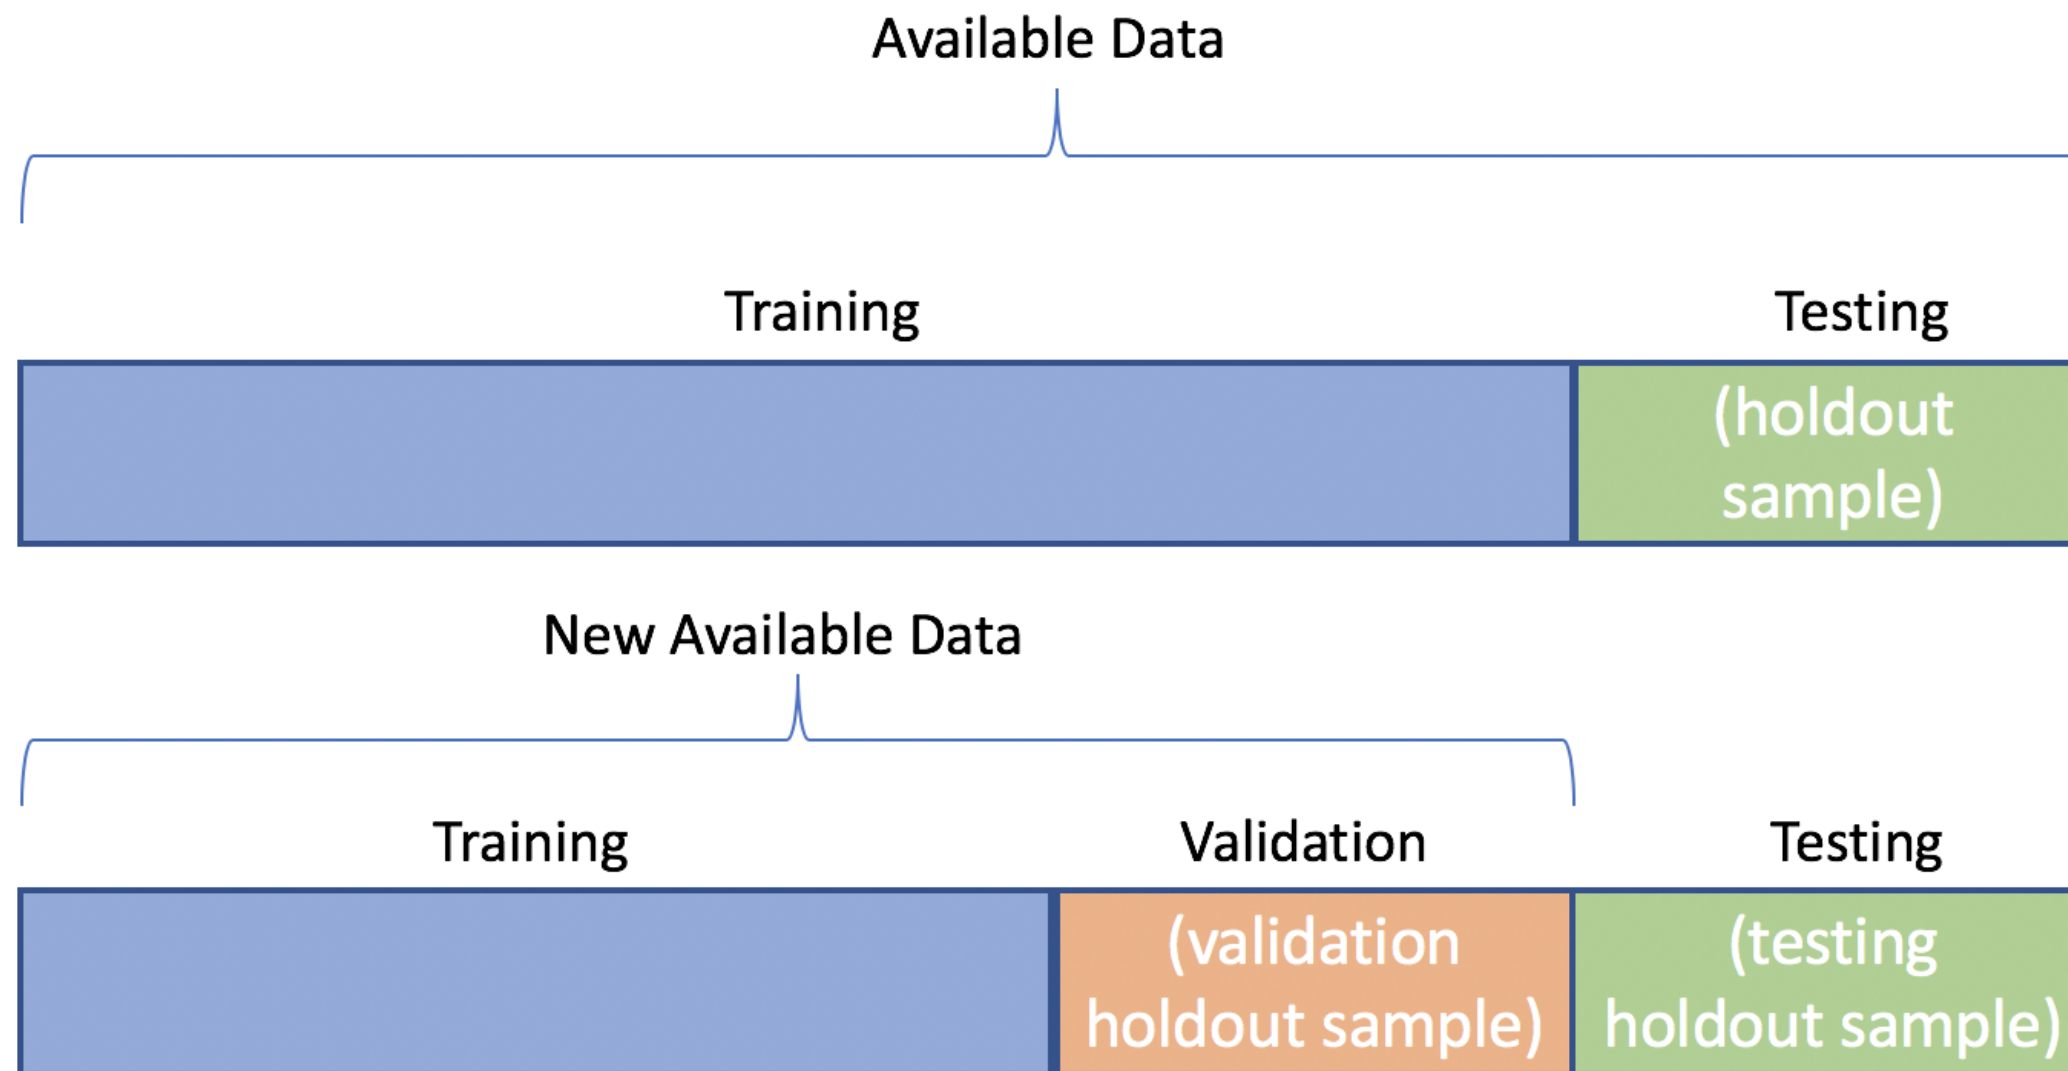 Available Data
Training
Testing
(holdout
sample)
New Available Data
Training
Validation
Testing
(validation
holdout sample)
(testing
holdout sample)